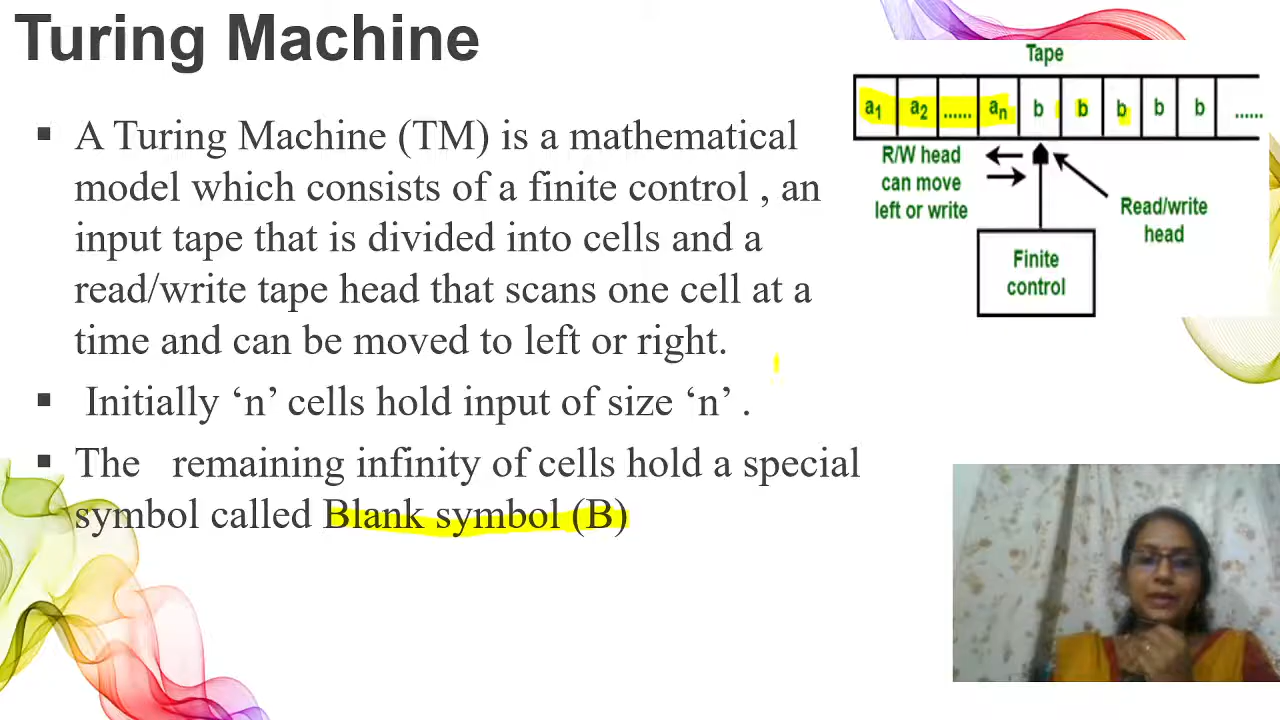 Turing Machine
▪ A Turing Machine (TM) is a mathematical
model which consists of a finite control , an
input tape that is divided into cells and a
read/write tape head that scans one cell at a
time and can be moved to left or right.
▪ Initially ‘n’ cells hold input of size ‘n’ .
▪ The remaining infinity of cells hold a special
symbol called Blank symbol (B)
Tape
a1 a2 ...... an b b b b b ......
R/W head
can move
left or write
Read/write
head
Finite
control